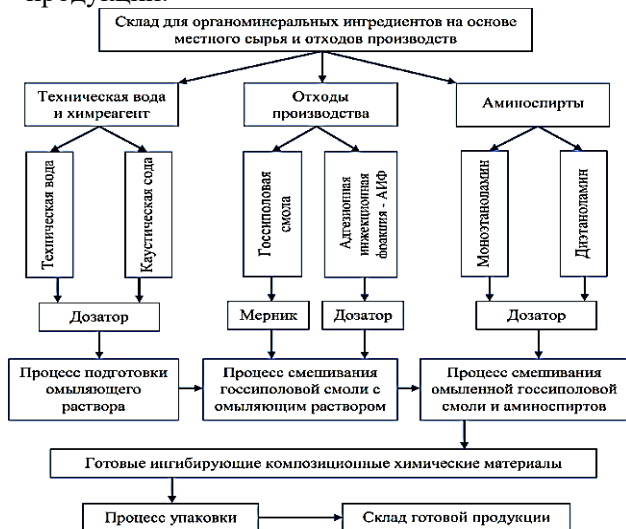 продукции.
Склад для органоминеральных ингредиентов на основе
местного сырья и отходов производств
Техническая вода
и химреагент
Отходы
производства
Аминоспирты
Техническая вода
Каустическая сода
Госсиполовая
смола
Адгезионная
инжекционная
фракция - АИФ
Моноэтаноламин
Диэтаноламин
Дозатор
Мерник
Дозатор
Дозатор
Процесс подготовки
омыляющего
раствора
Процесс смешивания
госсиполовой смоли с
омыляющим раствором
Процесс смешивания
омыленной госсиполовой
смоли и аминоспиртов
Готовые ингибирующие композиционные химические материалы
Процесс упаковки
Склад готовой продукции